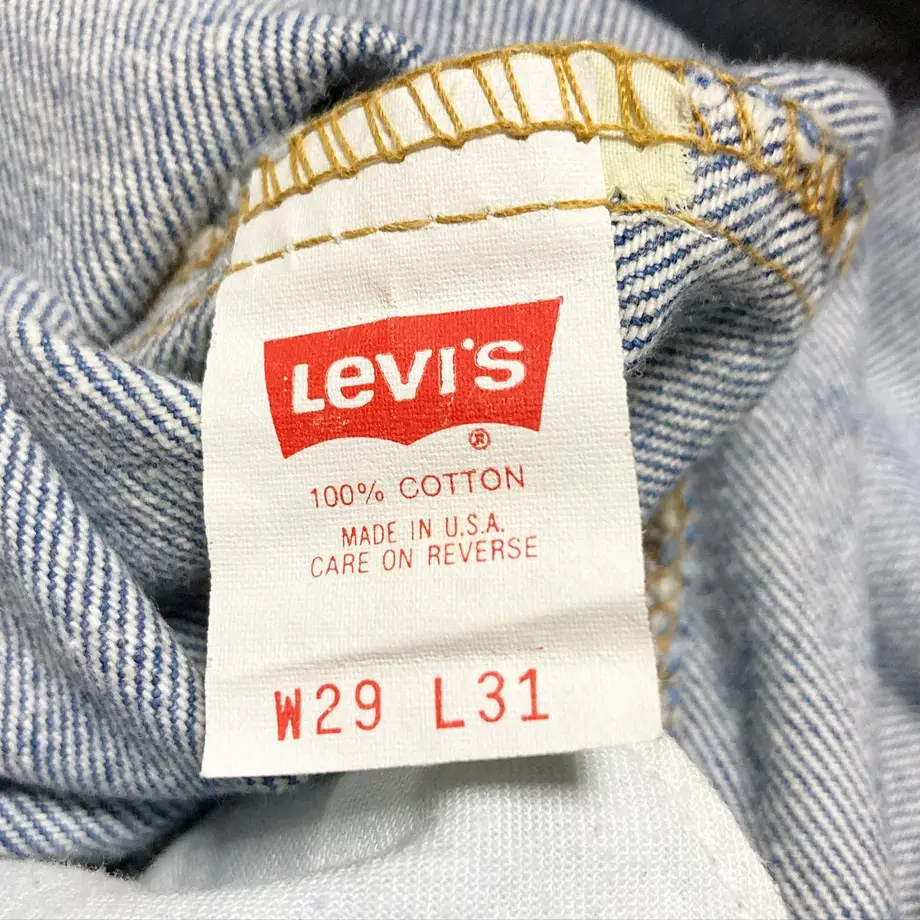 Levi's
®
100% COTTON
MADE IN U.S.A.
CARE ON REVERSE
W29 L31